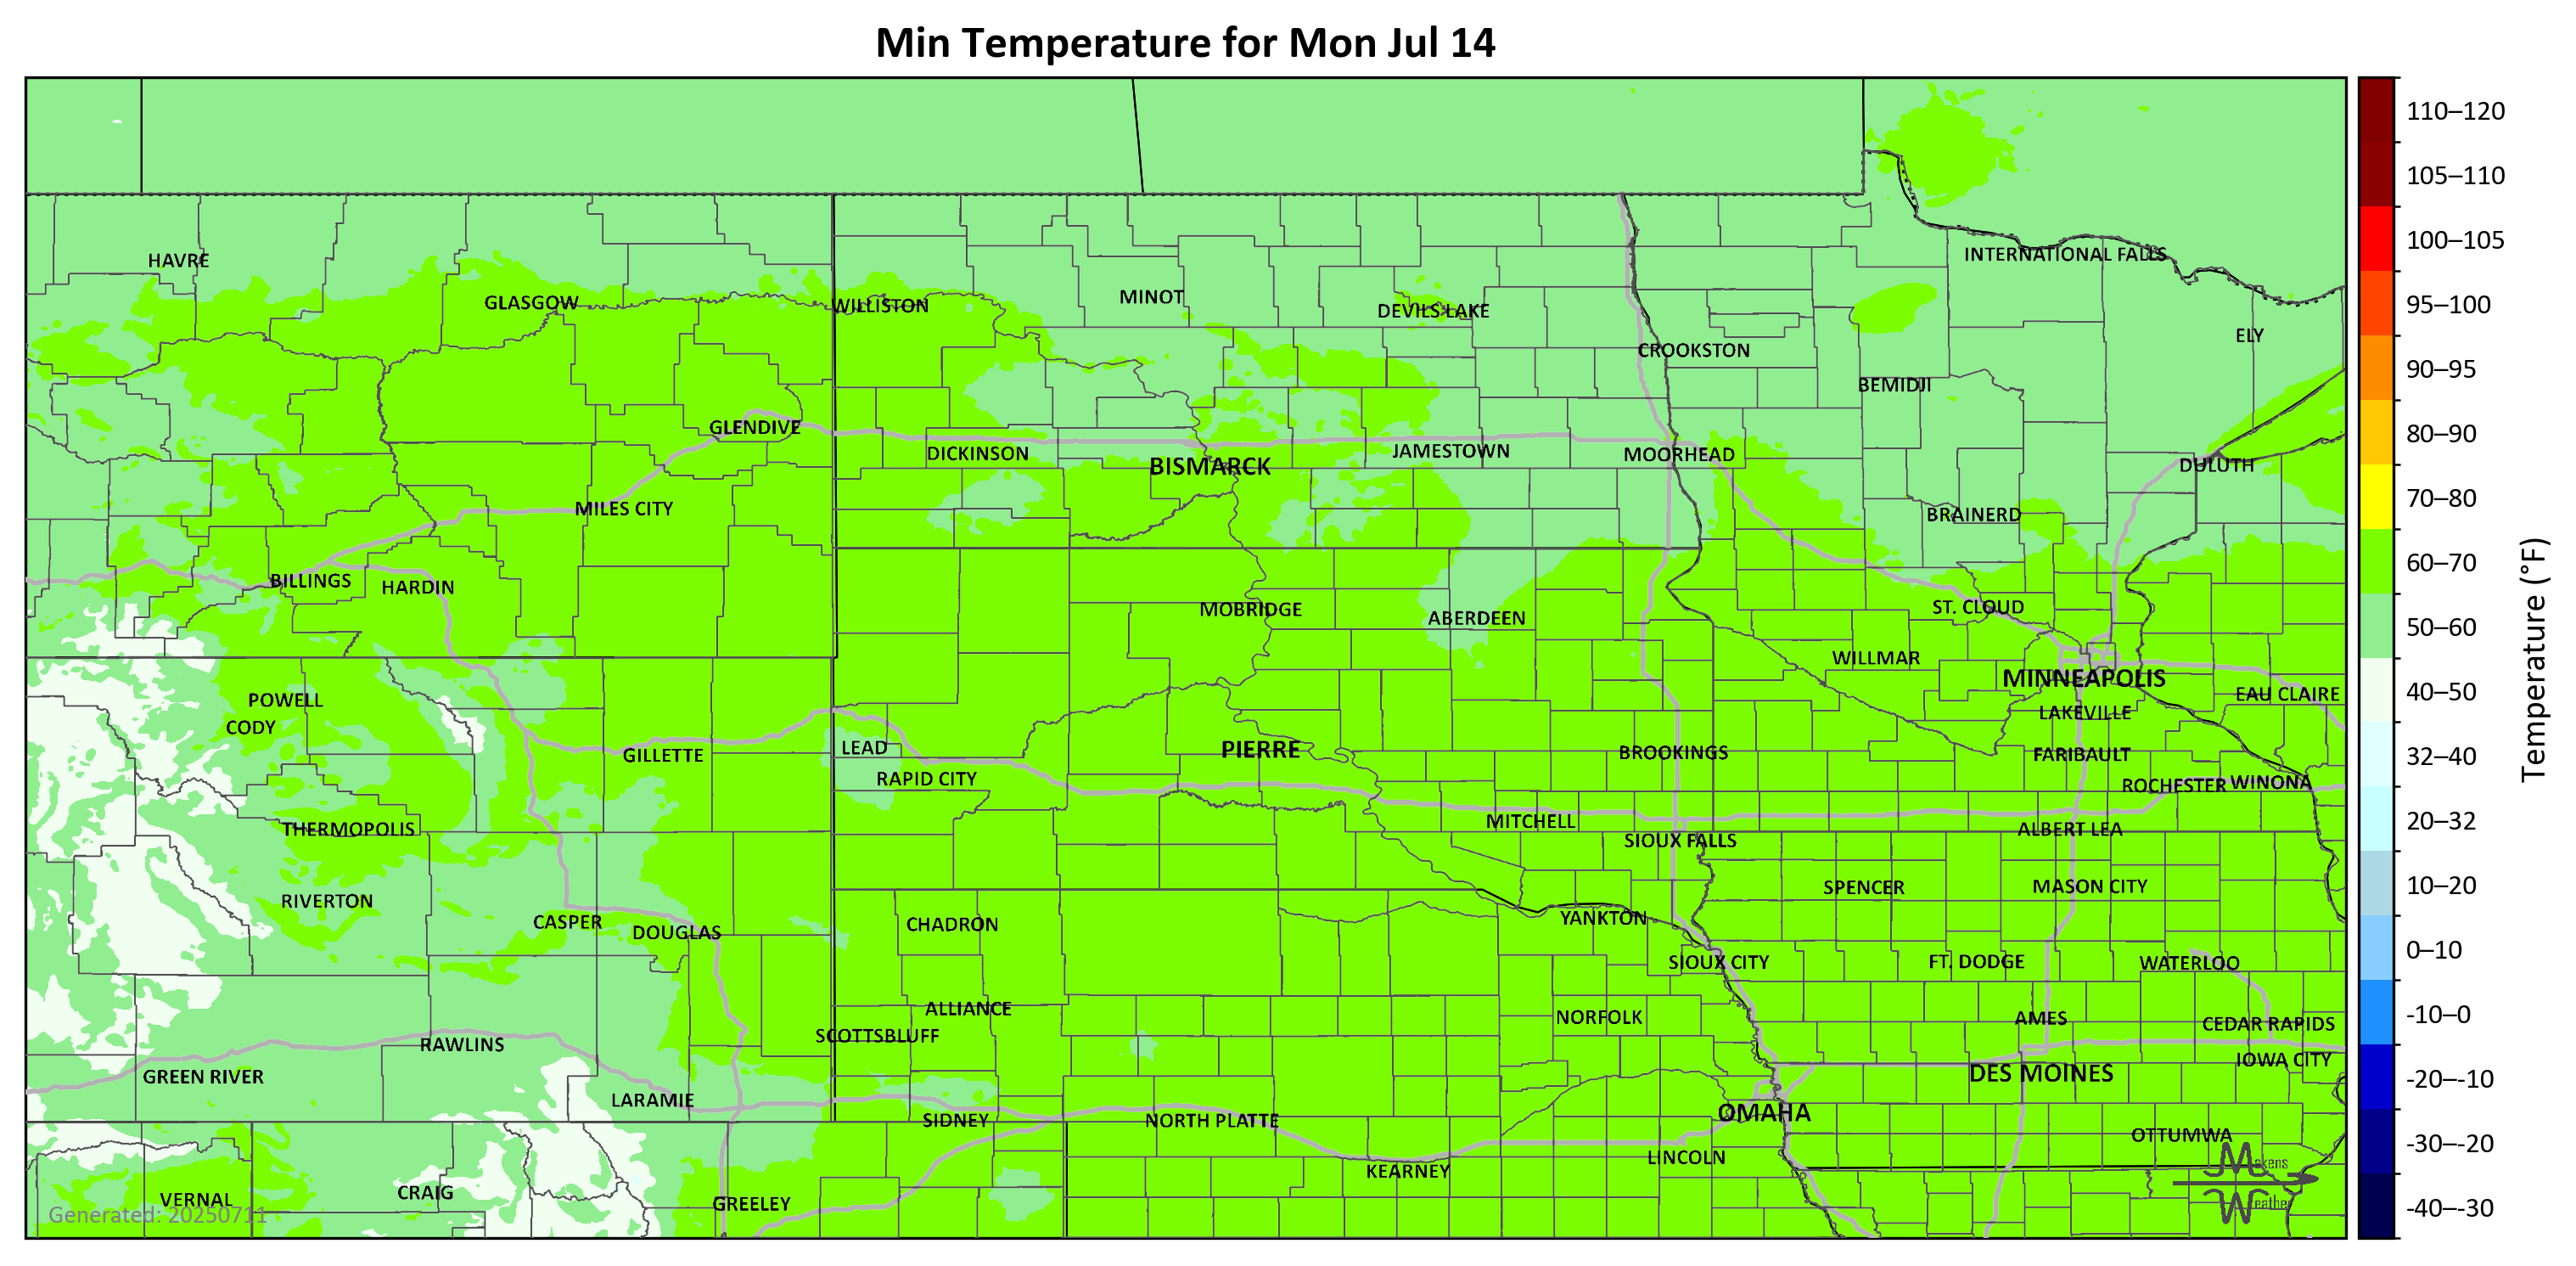 Min Temperature for Mon Jul 14
HAVRE
GLASGOW
WILLISTON
MINOT
DEVILS LAKE
INTERNATIONAL FALLS
CROOKSTON
ELY
BEMIDJI
GLENDIVE
DICKINSON
BISMARCK
JAMESTOWN
MOORHEAD
DULUTH
MILES CITY
BRAINERD
BILLINGS
HARDIN
MOBRIDGE
ABERDEEN
ST. CLOUD
WILLMAR
MINNEAPOLIS
EAU CLAIRE
POWELL
CODY
LAKEVILLE
GILLETTE
LEAD
RAPID CITY
PIERRE
BROOKINGS
FARIBAULT
ROCHESTER
WINONA
THERMOPOLIS
MITCHELL
SIOUX FALLS
ALBERT LEA
RIVERTON
SPENCER
MASON CITY
CASPER
DOUGLAS
CHADRON
YANKTON
SIOUX CITY
FT. DODGE
WATERLOO
ALLIANCE
NORFOLK
AMES
CEDAR RAPIDS
SCOTTSBLUFF
RAWLINS
IOWA CITY
GREEN RIVER
DES MOINES
LARAMIE
SIDNEY
NORTH PLATTE
OMAHA
OTTUMWA
LINCOLN
KEARNEY
VERNAL
CRAIG
GREELEY
Generated: 20250711
Makens
Weather
110–120
105–110
100–105
95–100
90–95
80–90
70–80
60–70
50–60
40–50
32–40
20–32
10–20
0–10
-10–0
-20–-10
-30–-20
-40–-30
Temperature (°F)